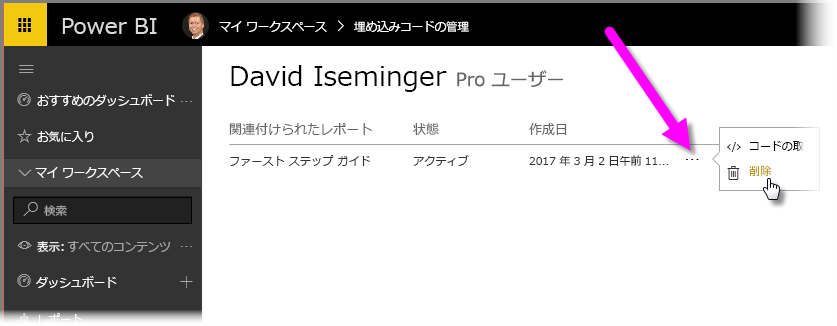 Power BI マイ ワークスペース 埋め込みコードの管理
David Iseminger Pro ユーザー
おすすめのダッシュボード ...
お気に入り
マイ ワークスペース
検索
表示: すべてのコンテンツ ...
ダッシュボード +
レポート
関連付けられたレポート 状態 作成日
ファースト ステップ ガイド アクティブ 2017 年 3 月 2 日午前 11... ...
</> コードの取
削除